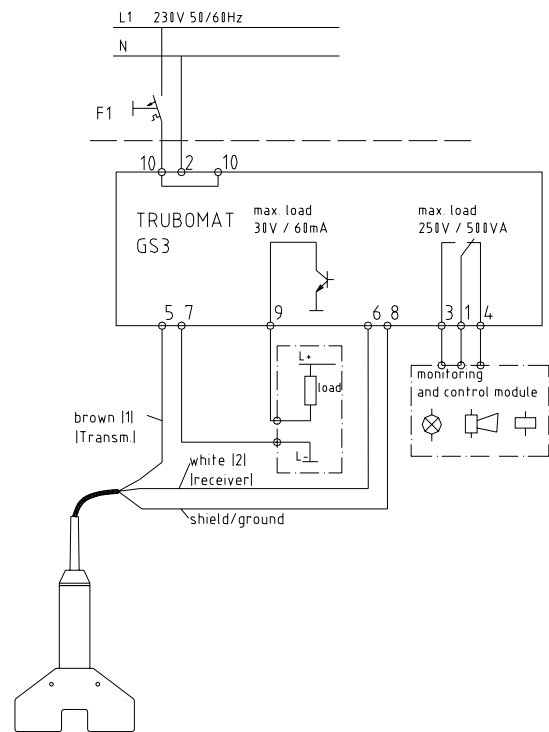 L1 230V 50/60Hz
N
F1
10 2 10
TRUBOMAT
GS3
max. load
30V / 60mA
max. load
250V / 500VA
5 7 9 6 8 3 1 4
L+
load
L-
monitoring
and control module
brown |1|
|Transm.|
white |2|
|receiver|
shield/ground